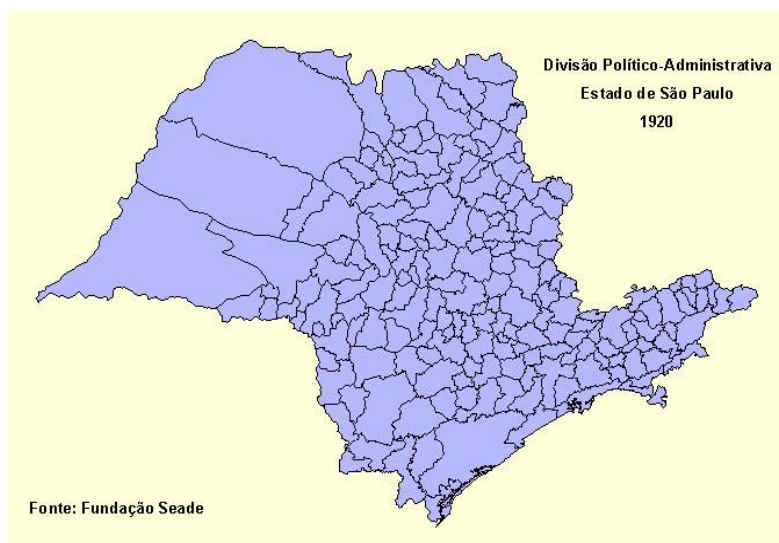 Divisão Político-Administrativa
Estado de São Paulo
1920
Fonte: Fundação Seade